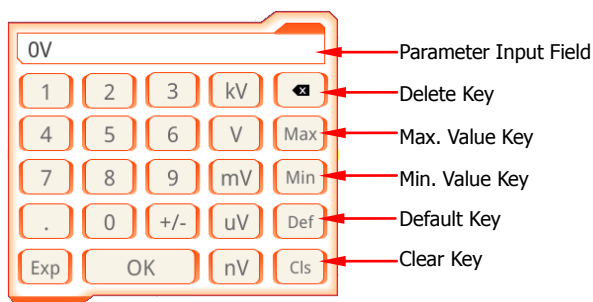 0V
Parameter Input Field
1 2 3 kV
Delete Key
4 5 6 V Max
Max. Value Key
7 8 9 mV Min
Min. Value Key
. 0 +/- uV Def
Default Key
Exp OK nV Cls
Clear Key